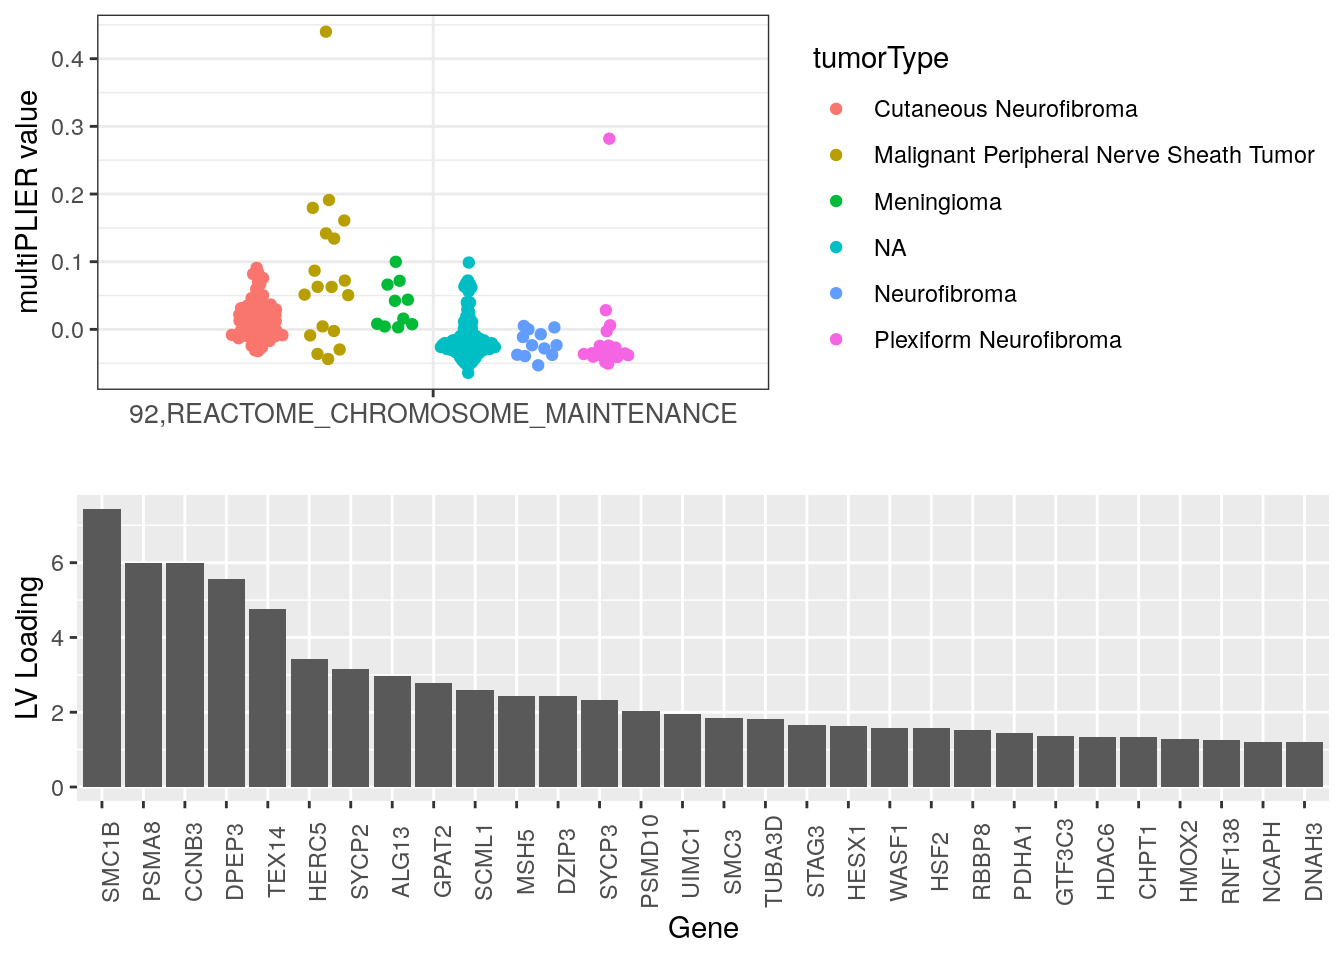 multiPLIER value
0.4
0.3
0.2
0.1
0.0
92,REACTOME_CHROMOSOME_MAINTENANCE
tumorType
Cutaneous Neurofibroma
Malignant Peripheral Nerve Sheath Tumor
Meningioma
NA
Neurofibroma
Plexiform Neurofibroma
LV Loading
6
4
2
0
SMC1B
PSMA8
CCNB3
DPEP3
TEX14
HERC5
SYCP2
ALG13
GPAT2
SCML1
MSH5
DZIP3
SYCP3
PSMD10
UIMC1
SMC3
TUBA3D
STAG3
HESX1
WASF1
HSF2
RBBP8
PDHA1
GTF3C3
HDAC6
CHPT1
HMOX2
RNF138
NCAPH
DNAH3
Gene